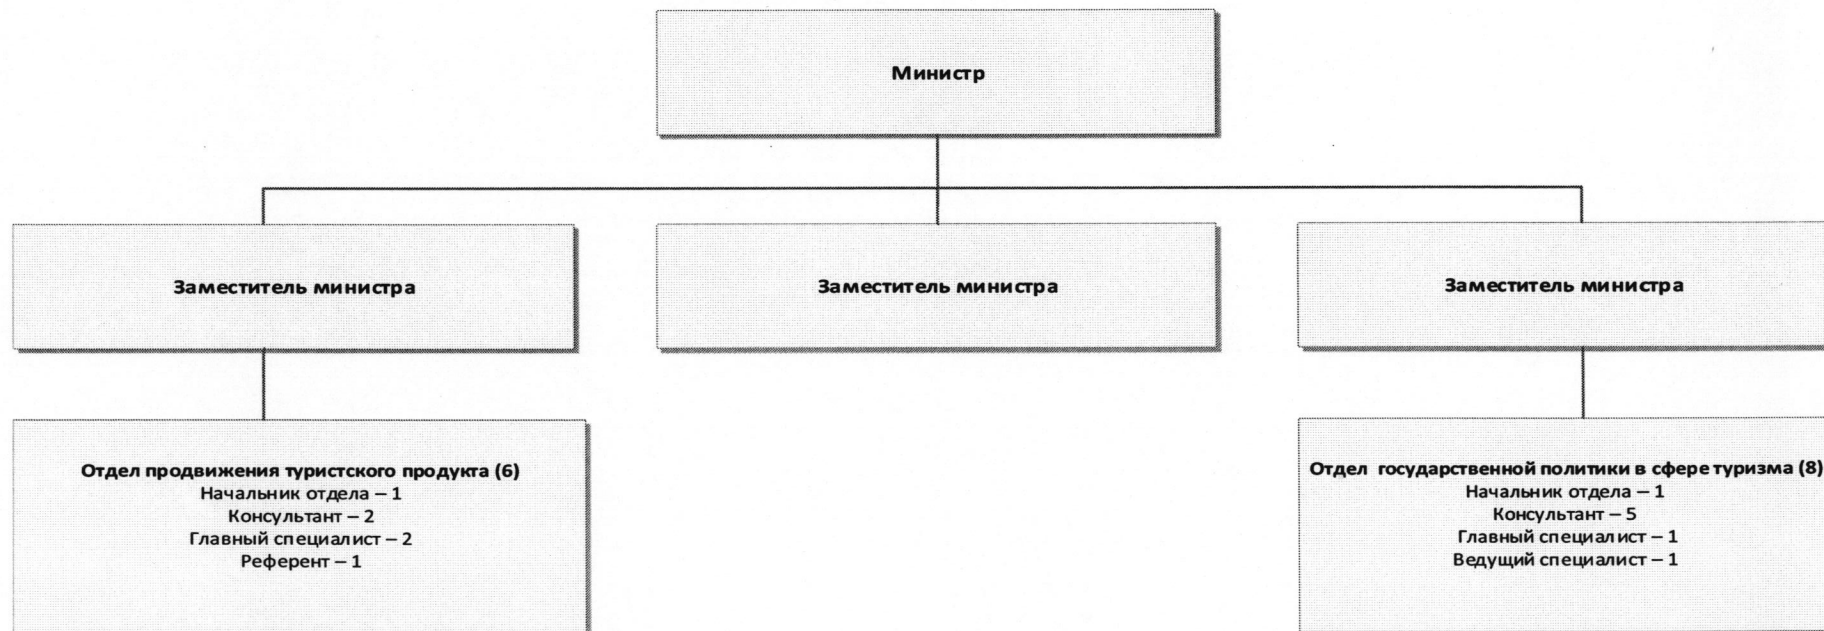 Министр
Заместитель министра
Заместитель министра
Заместитель министра
Отдел продвижения туристского продукта (6)
Начальник отдела – 1
Консультант – 2
Главный специалист – 2
Референт – 1
Отдел государственной политики в сфере туризма (8)
Начальник отдела – 1
Консультант – 5
Главный специалист – 1
Ведущий специалист – 1